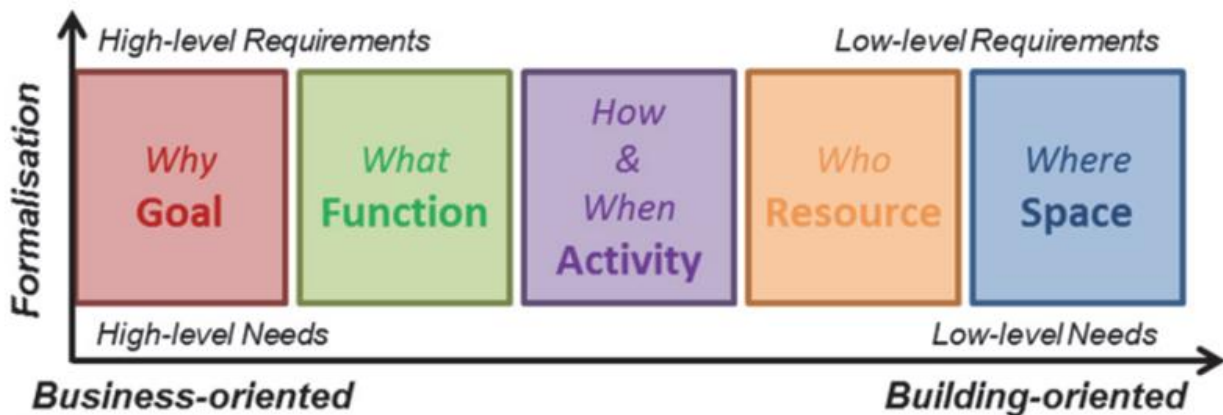 High-level Requirements
Low-level Requirements
Formalisation
Why
Goal
What
Function
How
&
When
Activity
Who
Resource
Where
Space
High-level Needs
Low-level Needs
Business-oriented
Building-oriented